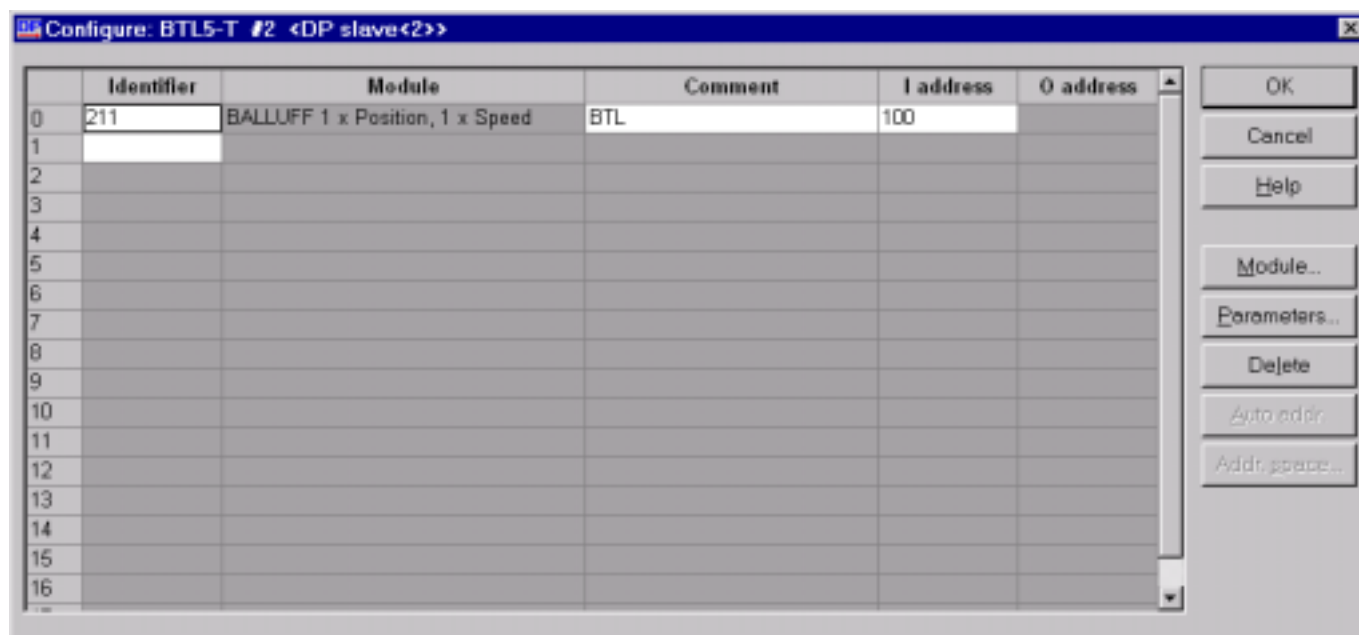 Configure: BTL5-T #2 <DP slave<2>>
Identifier Module Comment I address O address
0 211 BALLUFF 1 x Position, 1 x Speed BTL 100
1
2
3
4
5
6
7
8
9
10
11
12
13
14
15
16
OK
Cancel
Help
Module...
Parameters...
Delete
Auto addr.
Addr. space...